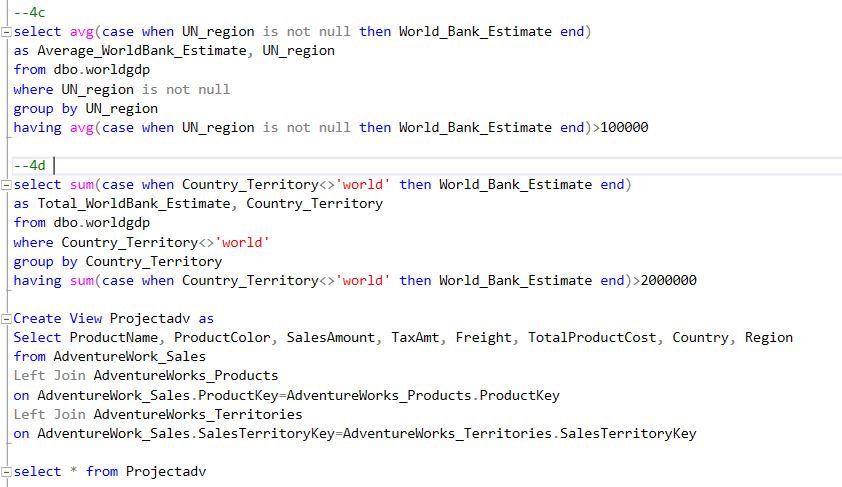 --4c
select avg(case when UN_region is not null then World_Bank_Estimate end)
as Average_WorldBank_Estimate, UN_region
from dbo.worldgdp
where UN_region is not null
group by UN_region
having avg(case when UN_region is not null then World_Bank_Estimate end)>100000
--4d
select sum(case when Country_Territory<>'world' then World_Bank_Estimate end)
as Total_WorldBank_Estimate, Country_Territory
from dbo.worldgdp
where Country_Territory<>'world'
group by Country_Territory
having sum(case when Country_Territory<>'world' then World_Bank_Estimate end)>2000000
Create View Projectadv as
Select ProductName, ProductColor, SalesAmount, TaxAmt, Freight, TotalProductCost, Country, Region
from AdventureWork_Sales
Left Join AdventureWorks_Products
on AdventureWork_Sales.ProductKey=AdventureWorks_Products.ProductKey
Left Join AdventureWorks_Territories
on AdventureWork_Sales.SalesTerritoryKey=AdventureWorks_Territories.SalesTerritoryKey
select * from Projectadv